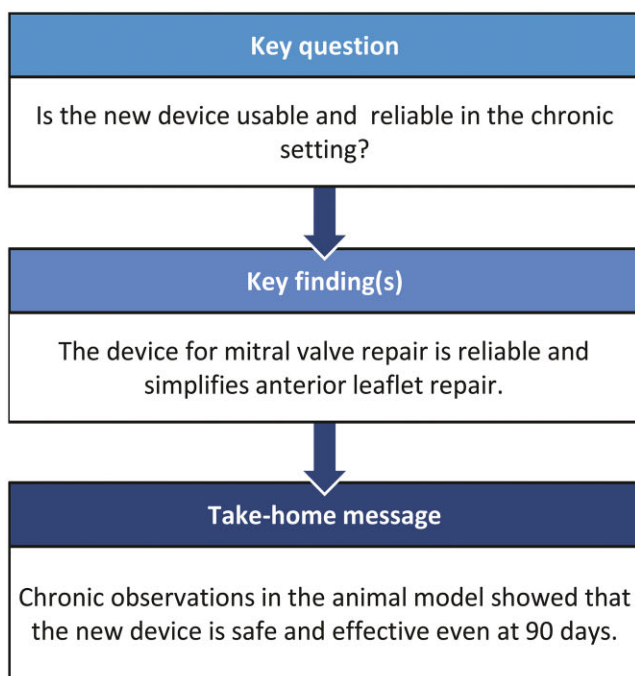 Key question
Is the new device usable and reliable in the chronic
setting?
Key finding(s)
The device for mitral valve repair is reliable and
simplifies anterior leaflet repair.
Take-home message
Chronic observations in the animal model showed that
the new device is safe and effective even at 90 days.